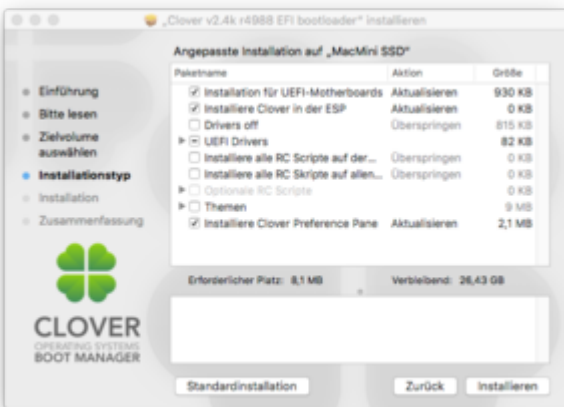 „Clover v2.4k r4988 EFI bootloader“ installieren
Angepasste Installation auf „MacMini SSD“
Paketname Aktion Größe
Installation für UEFI-Motherboards Aktualisieren 930 KB
Installiere Clover in der ESP Aktualisieren 0 KB
Drivers off Überspringen 815 KB
UEFI Drivers 82 KB
Installiere alle RC Scripte auf der... Überspringen 0 KB
Installiere alle RC Skripte auf allen... Überspringen 0 KB
Optionale RC Scripte 0 KB
Themen 9 MB
Installiere Clover Preference Pane Aktualisieren 2,1 MB
Einführung
Bitte lesen
Zielvolume
auswählen
Installationstyp
Installation
Zusammenfassung
CLOVER
OPERATING SYSTEMS
BOOT MANAGER
Erforderlicher Platz: 8,1 MB Verbleibend: 26,43 GB
Standardinstallation Zurück Installieren